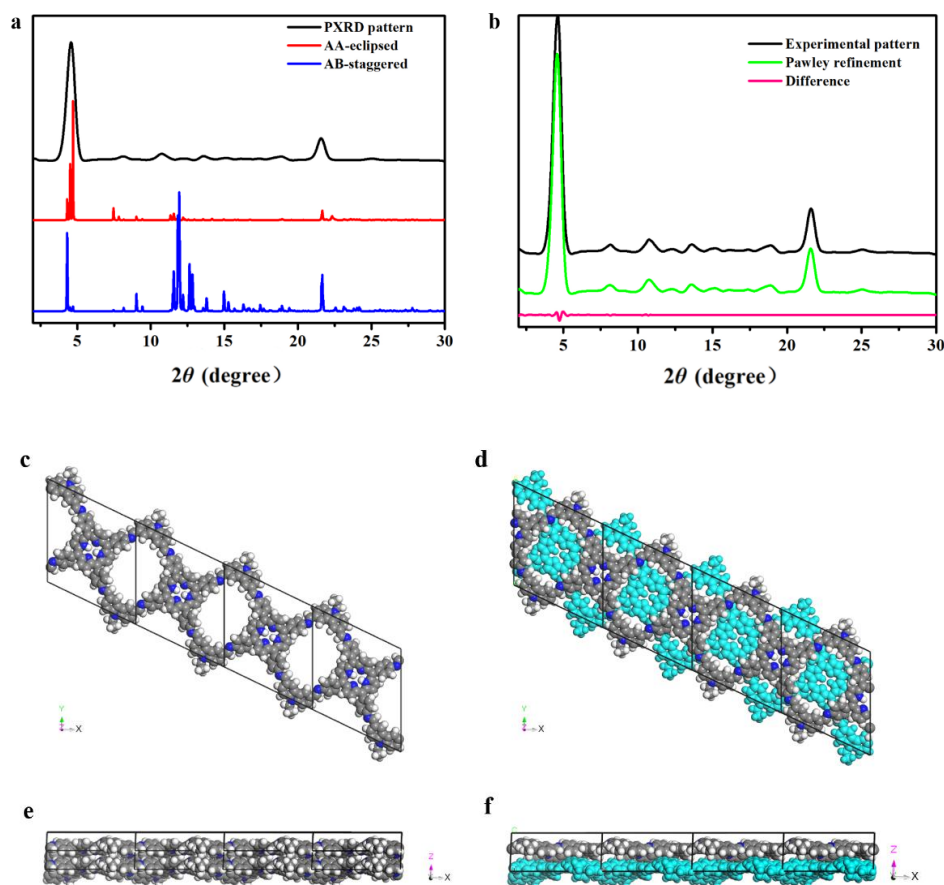 a
PXRD pattern
AA-eclipsed
AB-staggered
5 10 15 20 25 30
2θ (degree）
b
Experimental pattern
Pawley refinement
Difference
5 10 15 20 25 30
2θ (degree）
c
Y
Z X
d
Y
Z X
e
Z
X
f
Z
X